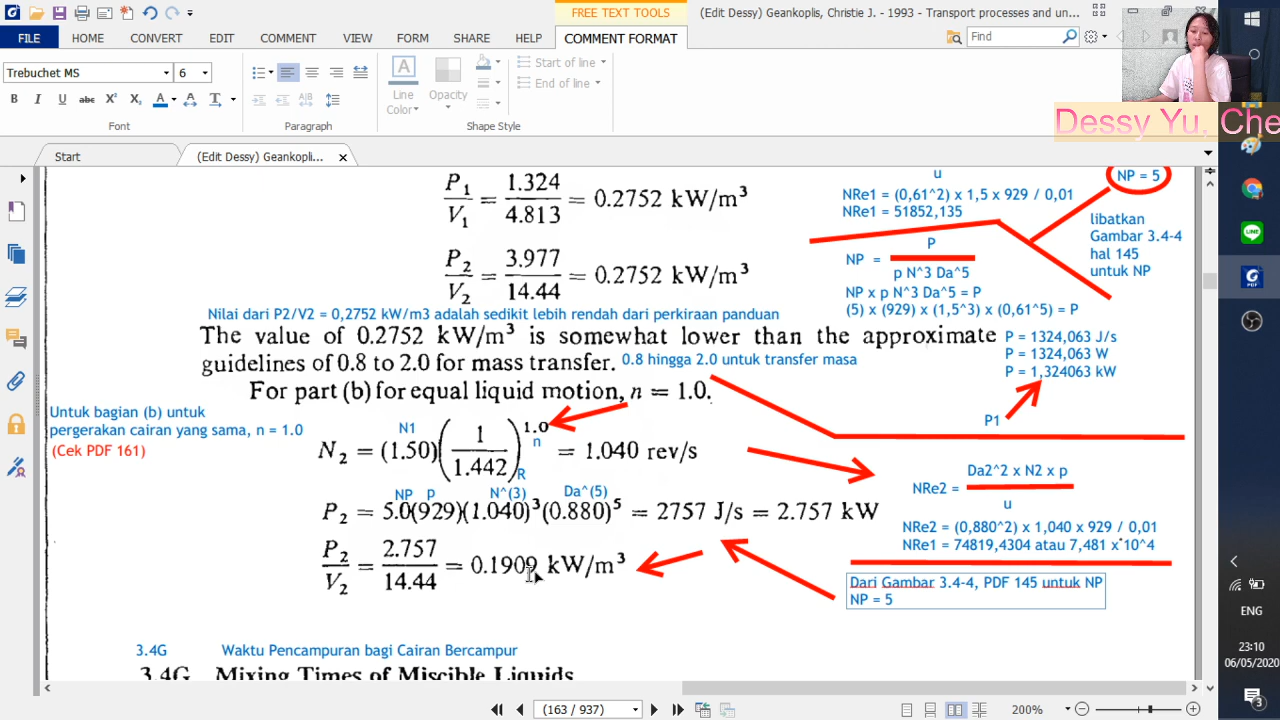 FREE TEXT TOOLS
(Edit Dessy) Geankoplis, Christie J. - 1993 - Transport processes and un...
FILE HOME CONVERT EDIT COMMENT VIEW FORM SHARE HELP COMMENT FORMAT
Find
Trebuchet MS 6
Line Color
Opacity
Start of line
End of line
Font Paragraph Shape Style
Dessy Yu, Che
Start (Edit Dessy) Geankopli...
P₁/V₁ = 1.324/4.813 = 0.2752 kW/m³
P₂/V₂ = 3.977/14.44 = 0.2752 kW/m³
Nilai dari P2/V2 = 0,2752 kW/m3 adalah sedikit lebih rendah dari perkiraan panduan
The value of 0.2752 kW/m³ is somewhat lower than the approximate
guidelines of 0.8 to 2.0 for mass transfer. 0.8 hingga 2.0 untuk transfer masa
For part (b) for equal liquid motion, n = 1.0.
Untuk bagian (b) untuk
pergerakan cairan yang sama, n = 1.0
(Cek PDF 161)
N1
n
R
N₂ = (1.50)(1/1.442)^1.0 = 1.040 rev/s
NP p N^(3) Da^(5)
P₂ = 5.0(929)(1.040)³(0.880)⁵ = 2757 J/s = 2.757 kW
P₂/V₂ = 2.757/14.44 = 0.1909 kW/m³
3.4G Waktu Pencampuran bagi Cairan Bercampur
3.4G Mixing Times of Miscible Liquids
u
NRe1 = (0,61^2) x 1,5 x 929 / 0,01
NRe1 = 51852,135
NP = 5
libatkan
Gambar 3.4-4
hal 145
untuk NP
P
NP =
p N^3 Da^5
NP x p N^3 Da^5 = P
(5) x (929) x (1,5^3) x (0,61^5) = P
P = 1324,063 J/s
P = 1324,063 W
P = 1,324063 kW
P1
Da2^2 x N2 x p
NRe2 =
u
NRe2 = (0,880^2) x 1,040 x 929 / 0,01
NRe1 = 74819,4304 atau 7,481 x 10^4
Dari Gambar 3.4-4, PDF 145 untuk NP
NP = 5
(163 / 937)
200%
ENG
23:10
06/05/2020
3